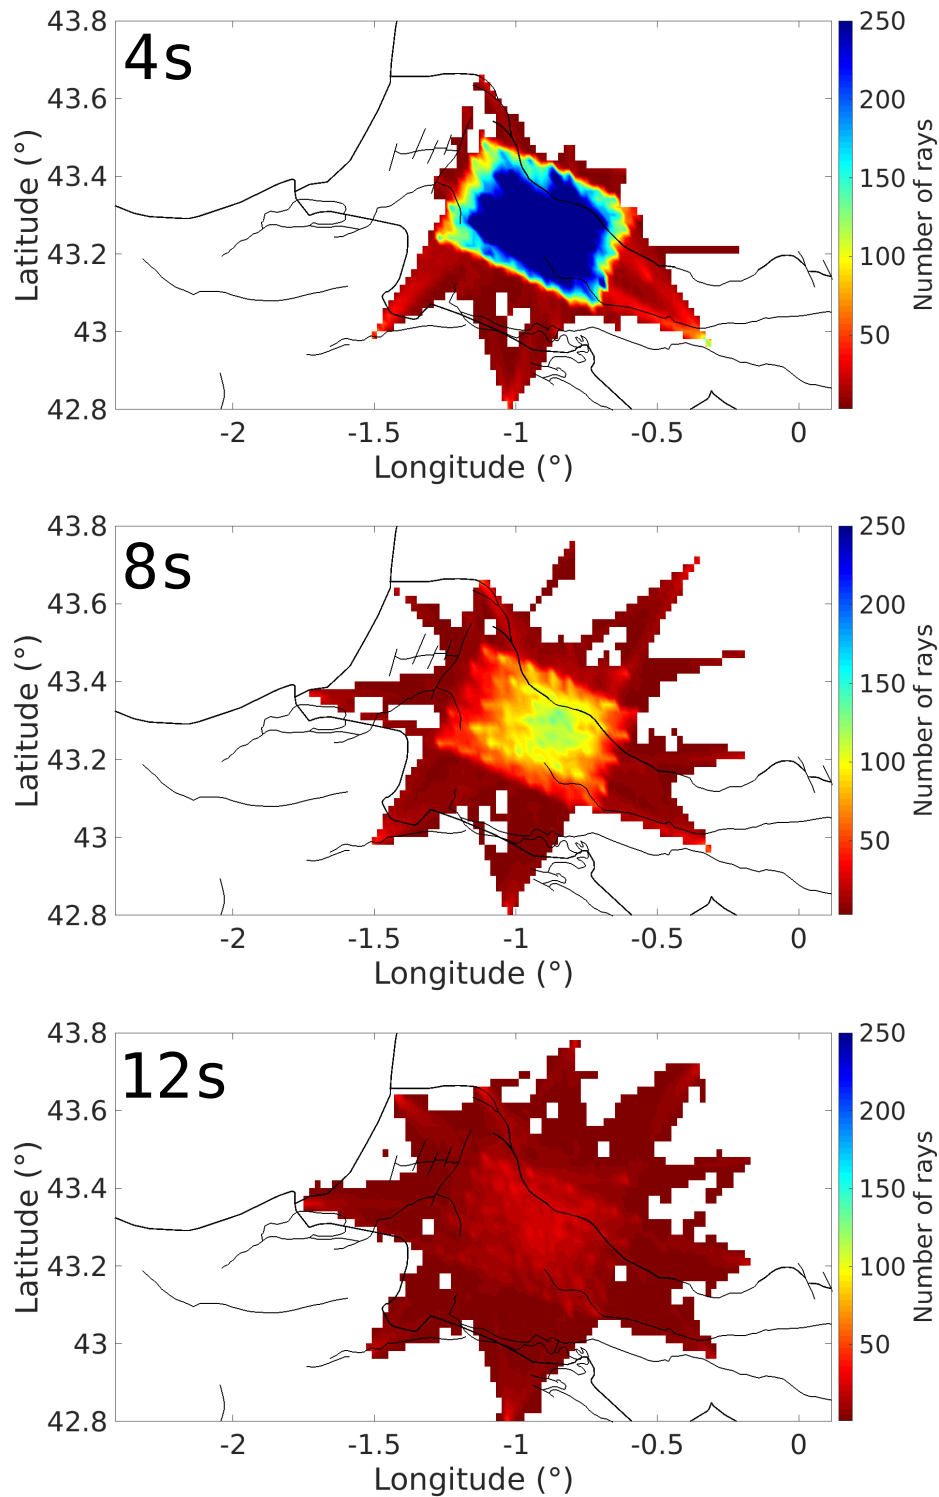 4s
43.8
43.6
43.4
43.2
43
42.8
Latitude (°)
-2 -1.5 -1 -0.5 0
Longitude (°)
250
200
150
100
50
Number of rays
8s
43.8
43.6
43.4
43.2
43
42.8
Latitude (°)
-2 -1.5 -1 -0.5 0
Longitude (°)
250
200
150
100
50
Number of rays
12s
43.8
43.6
43.4
43.2
43
42.8
Latitude (°)
-2 -1.5 -1 -0.5 0
Longitude (°)
250
200
150
100
50
Number of rays